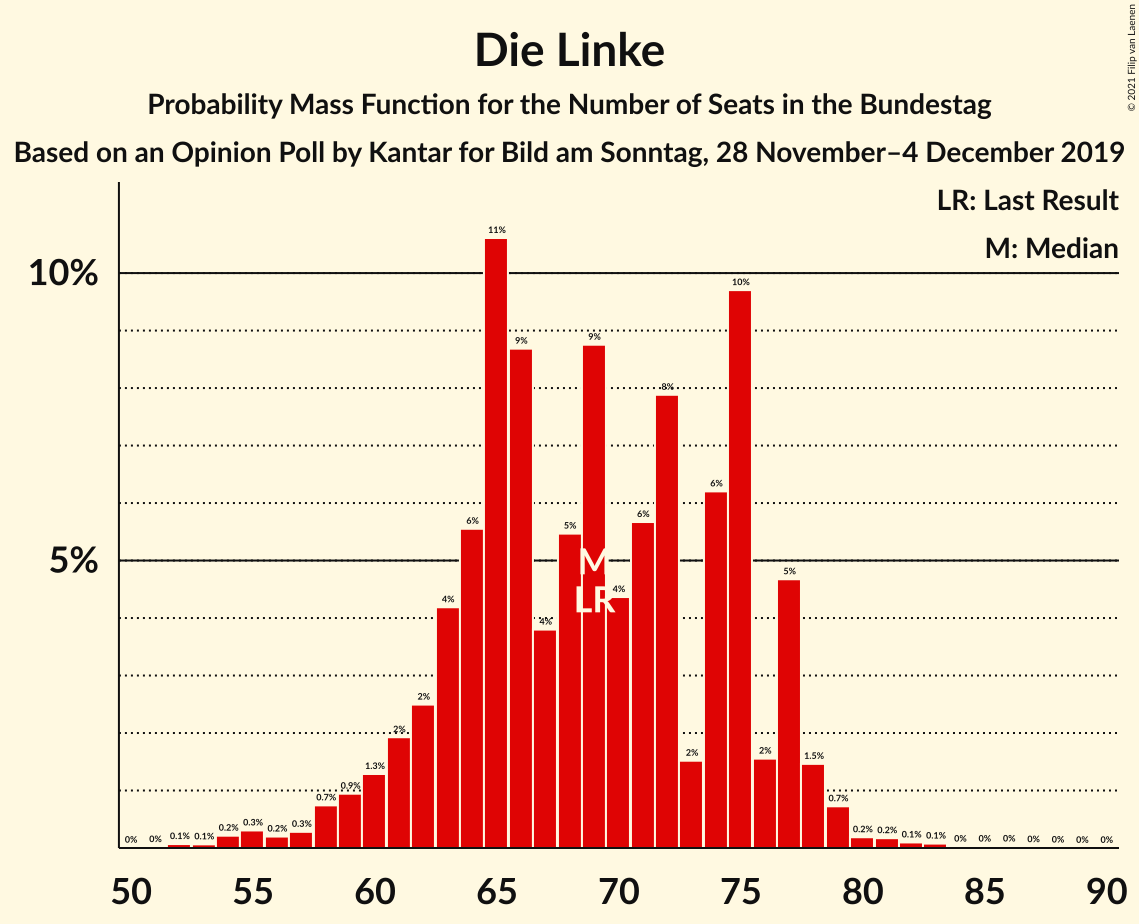 © 2021 Filip van Laenen
Die Linke
Probability Mass Function for the Number of Seats in the Bundestag
Based on an Opinion Poll by Kantar for Bild am Sonntag, 28 November–4 December 2019
LR: Last Result
M: Median
10%
5%
0% 0% 0.1% 0.1% 0.2% 0.3% 0.2% 0.3% 0.7% 0.9% 1.3% 2% 2% 4% 6% 11% 9% 4% 5% 9% 4% 6% 8% 2% 6% 10% 2% 5% 1.5% 0.7% 0.2% 0.2% 0.1% 0.1% 0% 0% 0% 0% 0% 0% 0%
M
LR
50 55 60 65 70 75 80 85 90